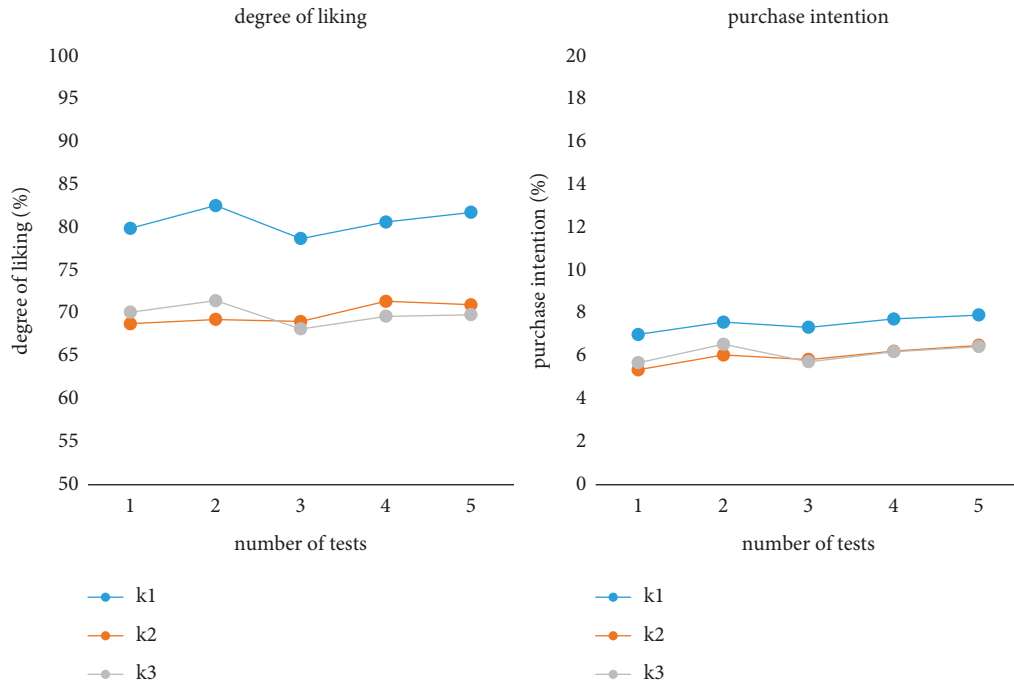 degree of liking
100
95
90
85
80
75
70
65
60
55
50
degree of liking (%)
1 2 3 4 5
number of tests
k1
k2
k3
purchase intention
20
18
16
14
12
10
8
6
4
2
0
purchase intention (%)
1 2 3 4 5
number of tests
k1
k2
k3